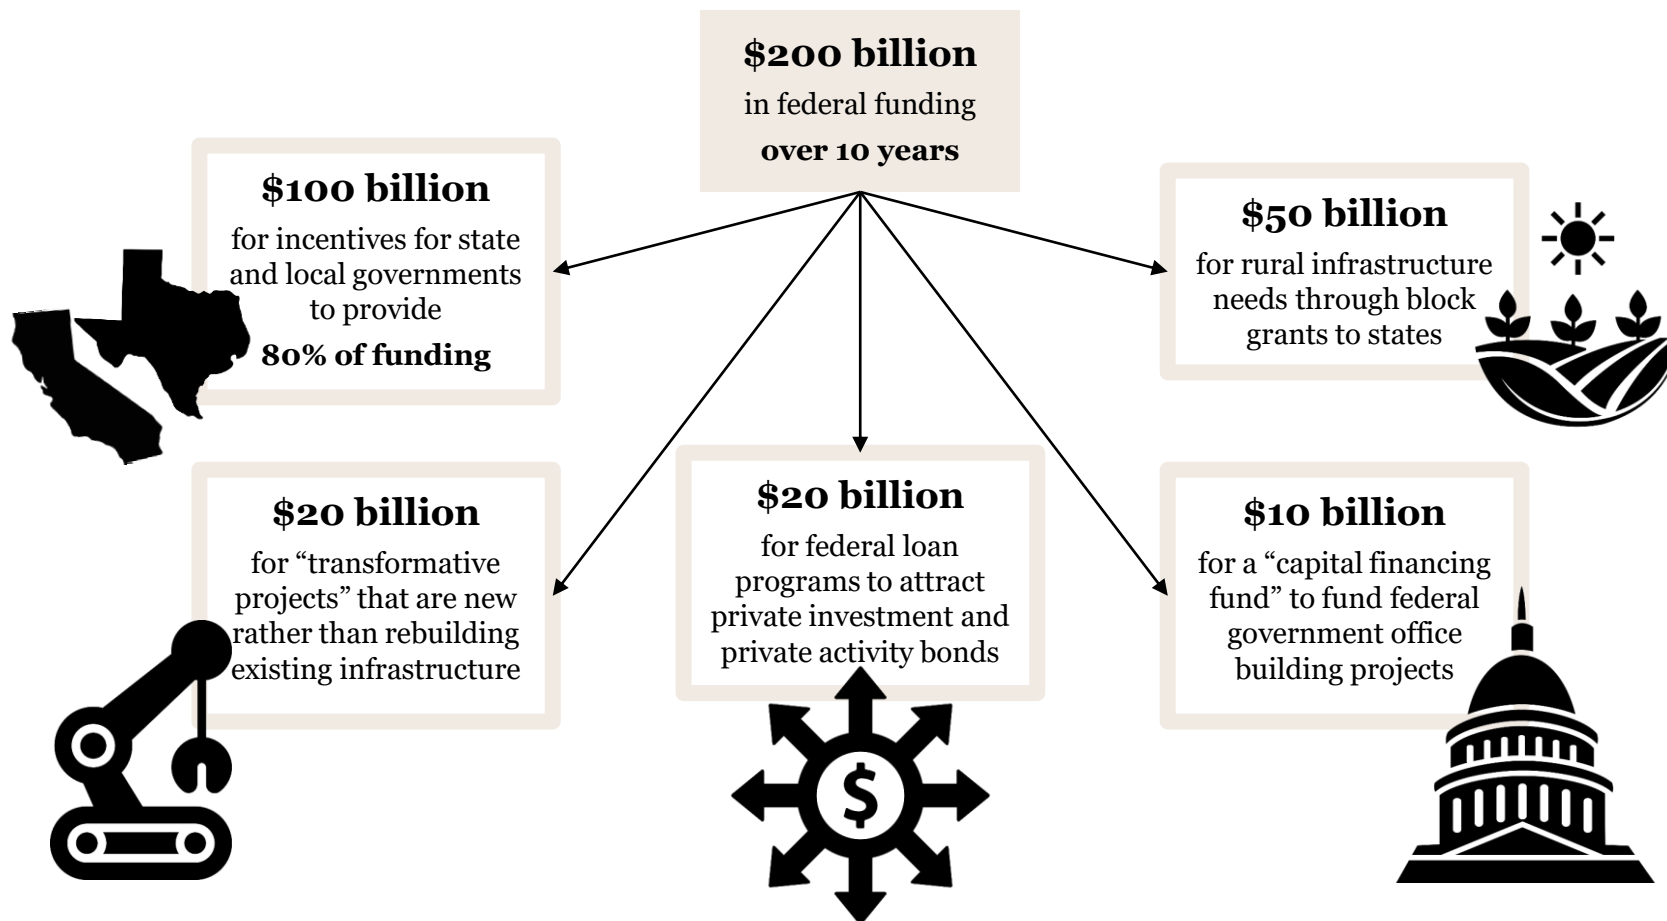 $200 billion
in federal funding
over 10 years
$100 billion
for incentives for state
and local governments
to provide
80% of funding
$50 billion
for rural infrastructure
needs through block
grants to states
$20 billion
for “transformative
projects” that are new
rather than rebuilding
existing infrastructure
$20 billion
for federal loan
programs to attract
private investment and
private activity bonds
$
$10 billion
for a “capital financing
fund” to fund federal
government office
building projects